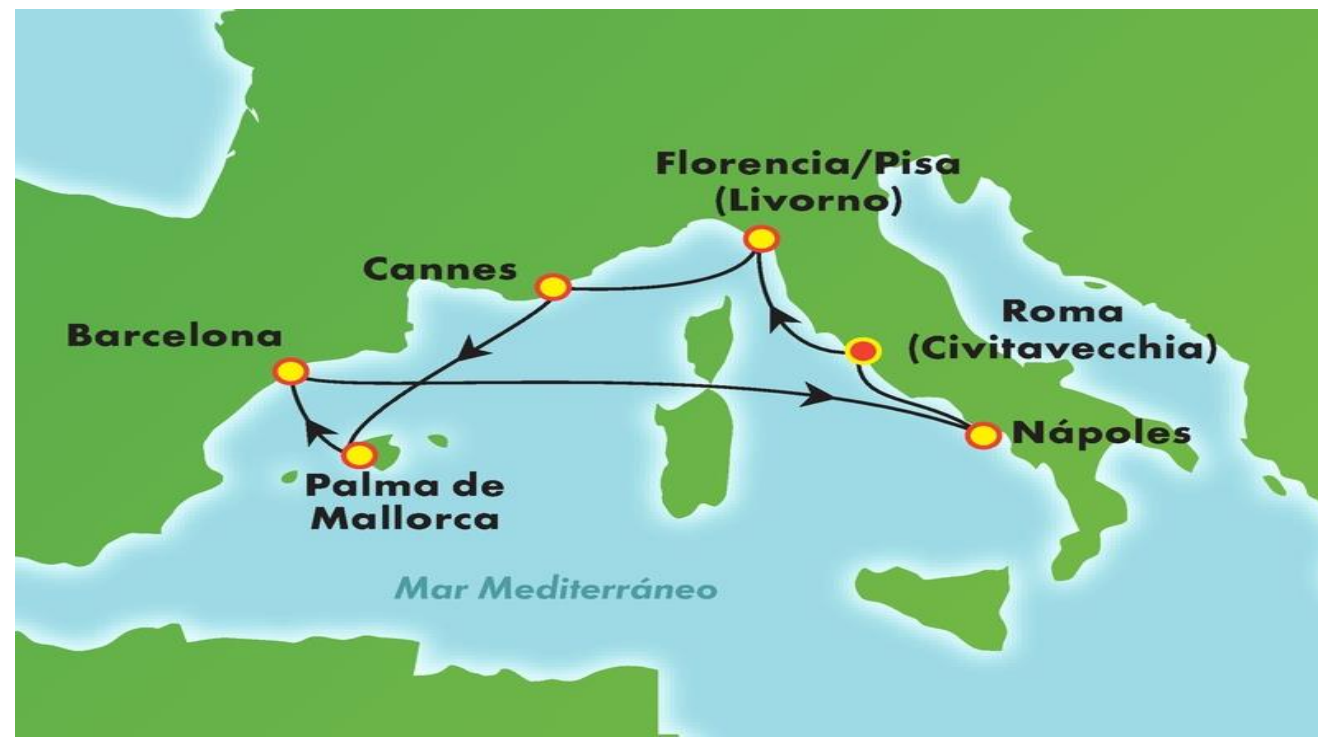 Florencia/Pisa
(Livorno)
Cannes
Roma
(Civitavecchia)
Barcelona
Nápoles
Palma de
Mallorca
Mar Mediterráneo